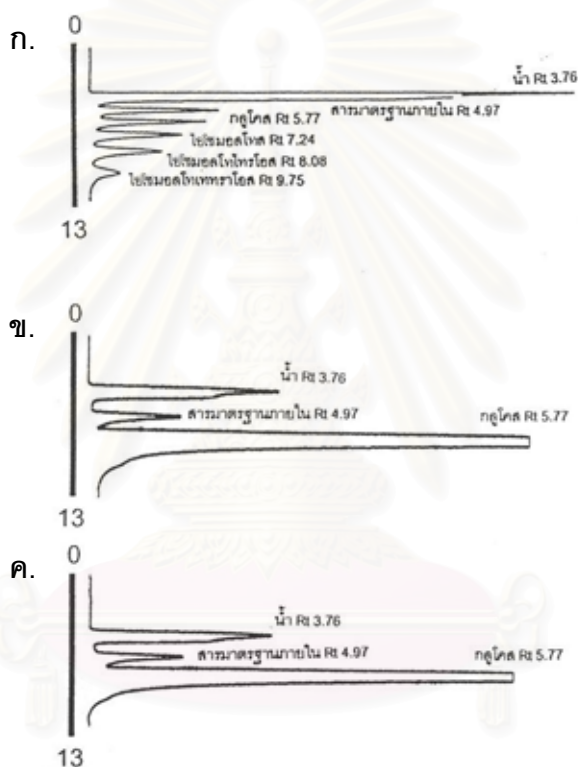 ก.
0
น้ำ Rt 3.76
สารมาตรฐานภายใน Rt 4.97
กลูโคส Rt 5.77
ไอโซมอลโทส Rt 7.24
ไอโซมอลโทไทรโอส Rt 8.08
ไอโซมอลโทเททราโอส Rt 9.75
13
ข.
0
น้ำ Rt 3.76
สารมาตรฐานภายใน Rt 4.97
กลูโคส Rt 5.77
13
ค.
0
น้ำ Rt 3.76
สารมาตรฐานภายใน Rt 4.97
กลูโคส Rt 5.77
13